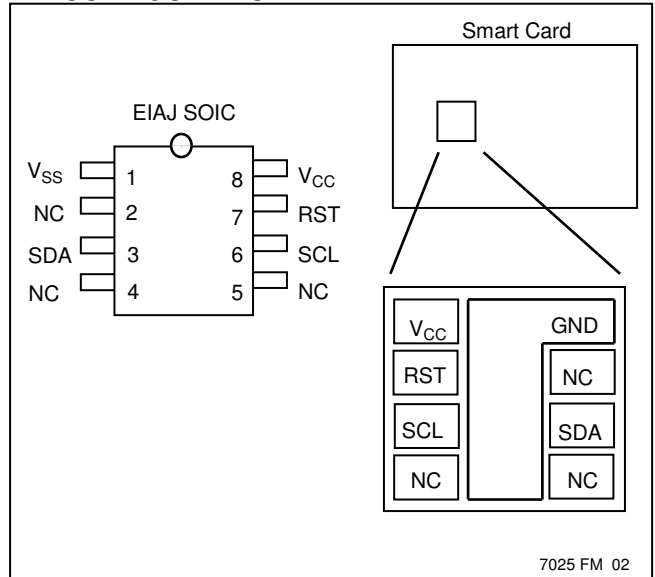 Smart Card
EIAJ SOIC
VSS 1 8 VCC
NC 2 7 RST
SDA 3 6 SCL
NC 4 5 NC
VCC GND
RST NC
SCL SDA
NC NC
7025 FM 02